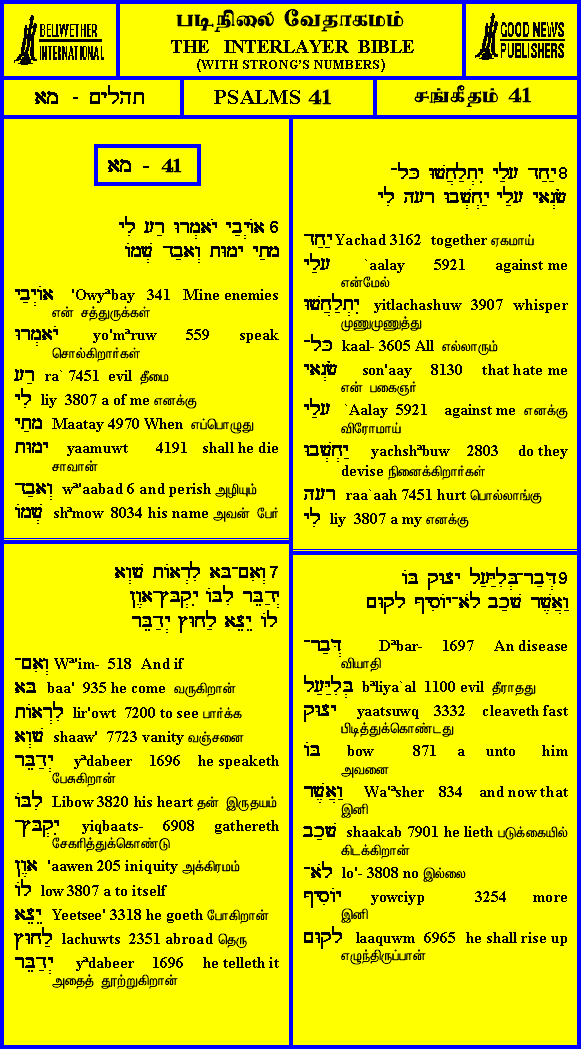 BELLWETHER
INTERNATIONAL
படிநிலை வேதாகமம்
THE INTERLAYER BIBLE
(WITH STRONG'S NUMBERS)
GOOD NEWS
PUBLISHERS
תהלים - מא
PSALMS 41
சங்கீதம் 41
מא - 41
6 אוֹיְבַי יֹאמְרוּ רַע לִי
מָתַי יָמוּת וְאָבַד שְׁמוֹ
אוֹיְבַי 'Owyᵃbay 341 Mine enemies
என் சத்துருக்கள்
יֹאמְרוּ yo'mᵃruw 559 speak
சொல்கிறார்கள்
רַע ra` 7451 evil தீமை
לִי liy 3807 a of me எனக்கு
מָתַי Maatay 4970 When எப்பொழுது
יָמוּת yaamuwt 4191 shall he die
சாவான்
וְאָבַד wᵃ'aabad 6 and perish அழியும்
שְׁמוֹ shᵃmow 8034 his name அவன் பேர்
7 וְאִם־בָּא לִרְאוֹת שָׁוְא
יְדַבֵּר לִבּוֹ יִקְבָּץ־אָוֶן
לוֹ יֵצֵא לַחוּץ יְדַבֵּר
וְאִם־ Wᵃ'im- 518 And if
בָּא baa' 935 he come வருகிறான்
לִרְאוֹת lir'owt 7200 to see பார்க்க
שָׁוְא shaaw' 7723 vanity வஞ்சனை
יְדַבֵּר yᵃdabeer 1696 he speaketh
பேசுகிறான்
לִבּוֹ Libow 3820 his heart தன் இருதயம்
יִקְבָּץ־ yiqbaats- 6908 gathereth
சேகரித்துக்கொண்டு
אָוֶן 'aawen 205 iniquity அக்கிரமம்
לוֹ low 3807 a to itself
יֵצֵא Yeetsee' 3318 he goeth போகிறான்
לַחוּץ lachuwts 2351 abroad தெரு
יְדַבֵּר yᵃdabeer 1696 he telleth it
அதைத் தூற்றுகிறான்
8 יַחַד עָלַי יִתְלַחֲשׁוּ כָּל־
שֹׂנְאָי עָלַי יַחְשְׁבוּ רָעָה לִי
יַחַד Yachad 3162 together ஏகமாய்
עָלַי `aalay 5921 against me
என்மேல்
יִתְלַחֲשׁוּ yitlachashuw 3907 whisper
முணுமுணுத்து
כָּל־ kaal- 3605 All எல்லாரும்
שֹׂנְאָי son'aay 8130 that hate me
என் பகைஞர்
עָלַי `Aalay 5921 against me எனக்கு
விரோமாய்
יַחְשְׁבוּ yachshᵃbuw 2803 do they
devise நினைக்கிறார்கள்
רָעָה raa`aah 7451 hurt பொல்லாங்கு
לִי liy 3807 a my எனக்கு
9 דְּבַר־בְּלִיַּעַל יָצוּק בּוֹ
וַאֲשֶׁר שָׁכַב לֹא־יוֹסִיף לָקוּם
דְּבַר־ Dᵃbar- 1697 An disease
வியாதி
בְּלִיַּעַל bᵃliya`al 1100 evil தீராதது
יָצוּק yaatsuwq 3332 cleaveth fast
பிடித்துக்கொண்டது
בּוֹ bow 871 a unto him
அவனை
וַאֲשֶׁר Wa'ᵃsher 834 and now that
இனி
שָׁכַב shaakab 7901 he lieth படுக்கையில்
கிடக்கிறான்
לֹא־ lo'- 3808 no இல்லை
יוֹסִיף yowciyp 3254 more
இனி
לָקוּם laaquwm 6965 he shall rise up
எழுந்திருப்பான்